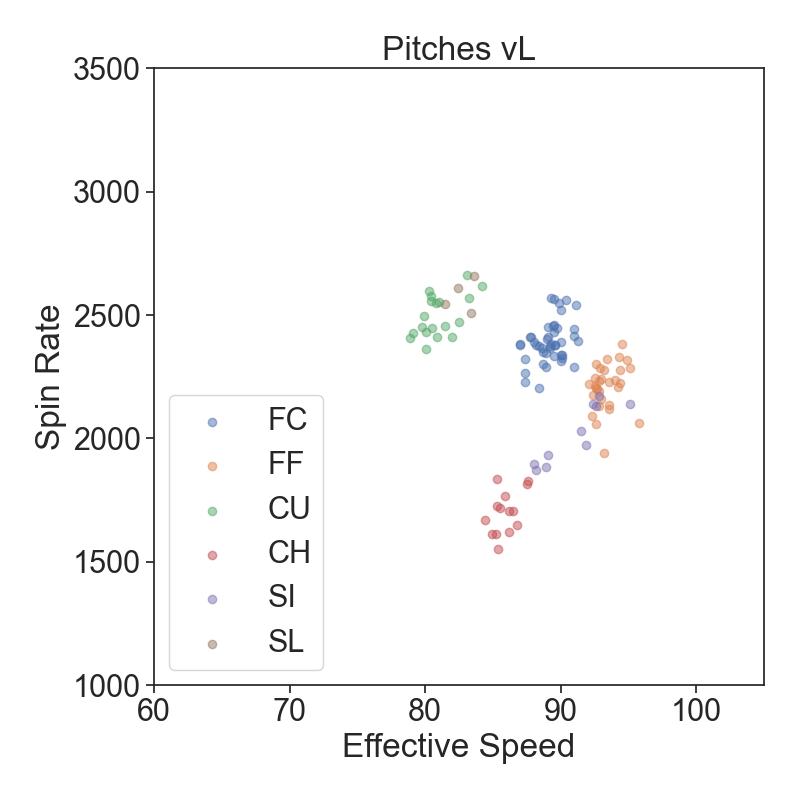 Pitches vL
3500
3000
2500
2000
1500
1000
Spin Rate
FC
FF
CU
CH
SI
SL
60 70 80 90 100
Effective Speed